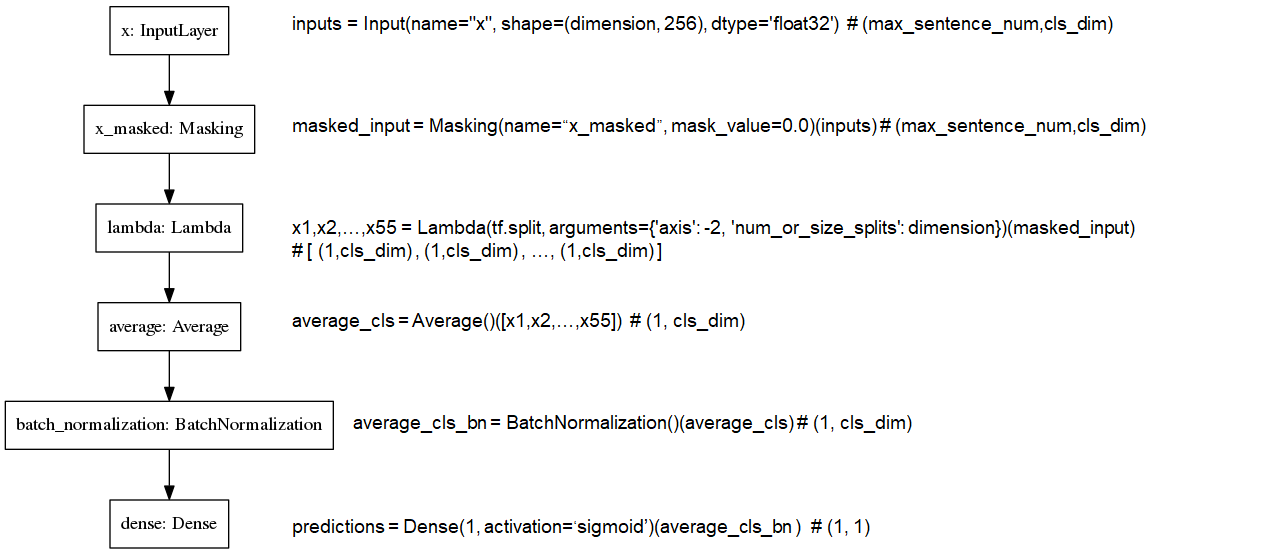 x: InputLayer
inputs = Input(name="x", shape=(dimension, 256), dtype='float32') # (max_sentence_num,cls_dim)
x_masked: Masking
masked_input = Masking(name=“x_masked”, mask_value=0.0)(inputs) # (max_sentence_num,cls_dim)
lambda: Lambda
x1,x2,…,x55 = Lambda(tf.split, arguments={'axis': -2, 'num_or_size_splits': dimension})(masked_input)
# [ (1,cls_dim), (1,cls_dim), …, (1,cls_dim)]
average: Average
average_cls = Average()([x1,x2,…,x55]) # (1, cls_dim)
batch_normalization: BatchNormalization
average_cls_bn = BatchNormalization()(average_cls) # (1, cls_dim)
dense: Dense
predictions = Dense(1, activation=‘sigmoid’)(average_cls_bn ) # (1, 1)